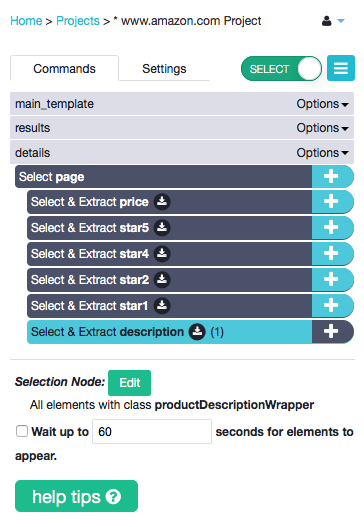 Home > Projects > * www.amazon.com Project
Commands Settings SELECT
main_template Options
results Options
details Options
Select page
Select & Extract price
Select & Extract star5
Select & Extract star4
Select & Extract star2
Select & Extract star1
Select & Extract description (1)
Selection Node: Edit
All elements with class productDescriptionWrapper
Wait up to 60 seconds for elements to
appear.
help tips ?